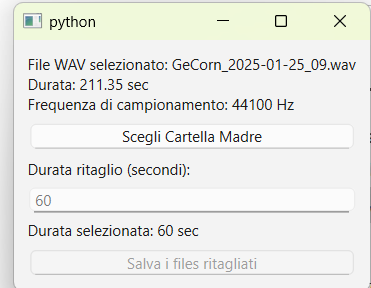 python
File WAV selezionato: GeCorn_2025-01-25_09.wav
Durata: 211.35 sec
Frequenza di campionamento: 44100 Hz
Scegli Cartella Madre
Durata ritaglio (secondi):
60
Durata selezionata: 60 sec
Salva i files ritagliati